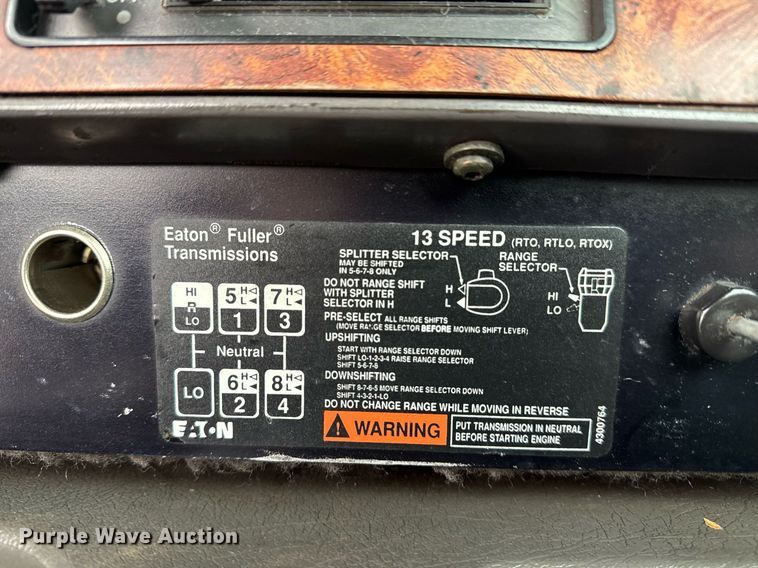 Eaton® Fuller®
Transmissions
13 SPEED (RTO, RTLO, RTOX)
SPLITTER SELECTOR
MAY BE SHIFTED
IN 5-6-7-8 ONLY
H
L
RANGE
SELECTOR
HI
LO
DO NOT RANGE SHIFT
WITH SPLITTER
SELECTOR IN H
PRE-SELECT ALL RANGE SHIFTS
(MOVE RANGE SELECTOR BEFORE MOVING SHIFT LEVER)
UPSHIFTING
START WITH RANGE SELECTOR DOWN
SHIFT LO-1-2-3-4 RAISE RANGE SELECTOR
SHIFT 5-6-7-8
DOWNSHIFTING
SHIFT 8-7-6-5 MOVE RANGE SELECTOR DOWN
SHIFT 4-3-2-1-LO
DO NOT CHANGE RANGE WHILE MOVING IN REVERSE
WARNING
PUT TRANSMISSION IN NEUTRAL
BEFORE STARTING ENGINE
4300764
HI 5 H 7 H
R L L
LO 1 3
Neutral
LO 6 H 8 H
L L
2 4
EATON
Purple Wave Auction